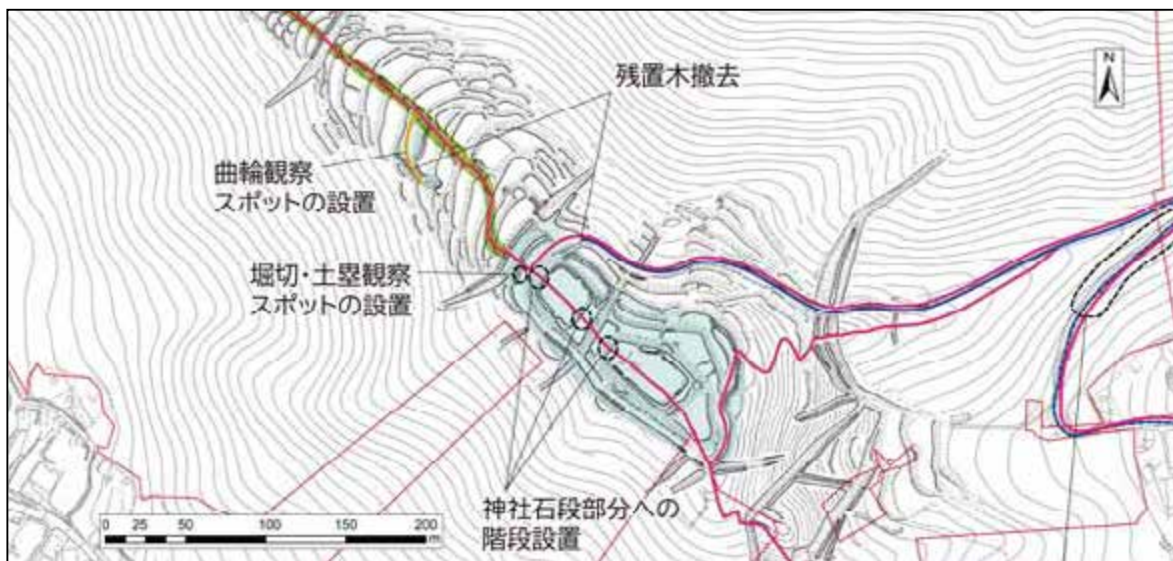 N
残置木撤去
曲輪観察
スポットの設置
堀切・土塁観察
スポットの設置
神社石段部分への
階段設置
0 25 50 100 150 200
m